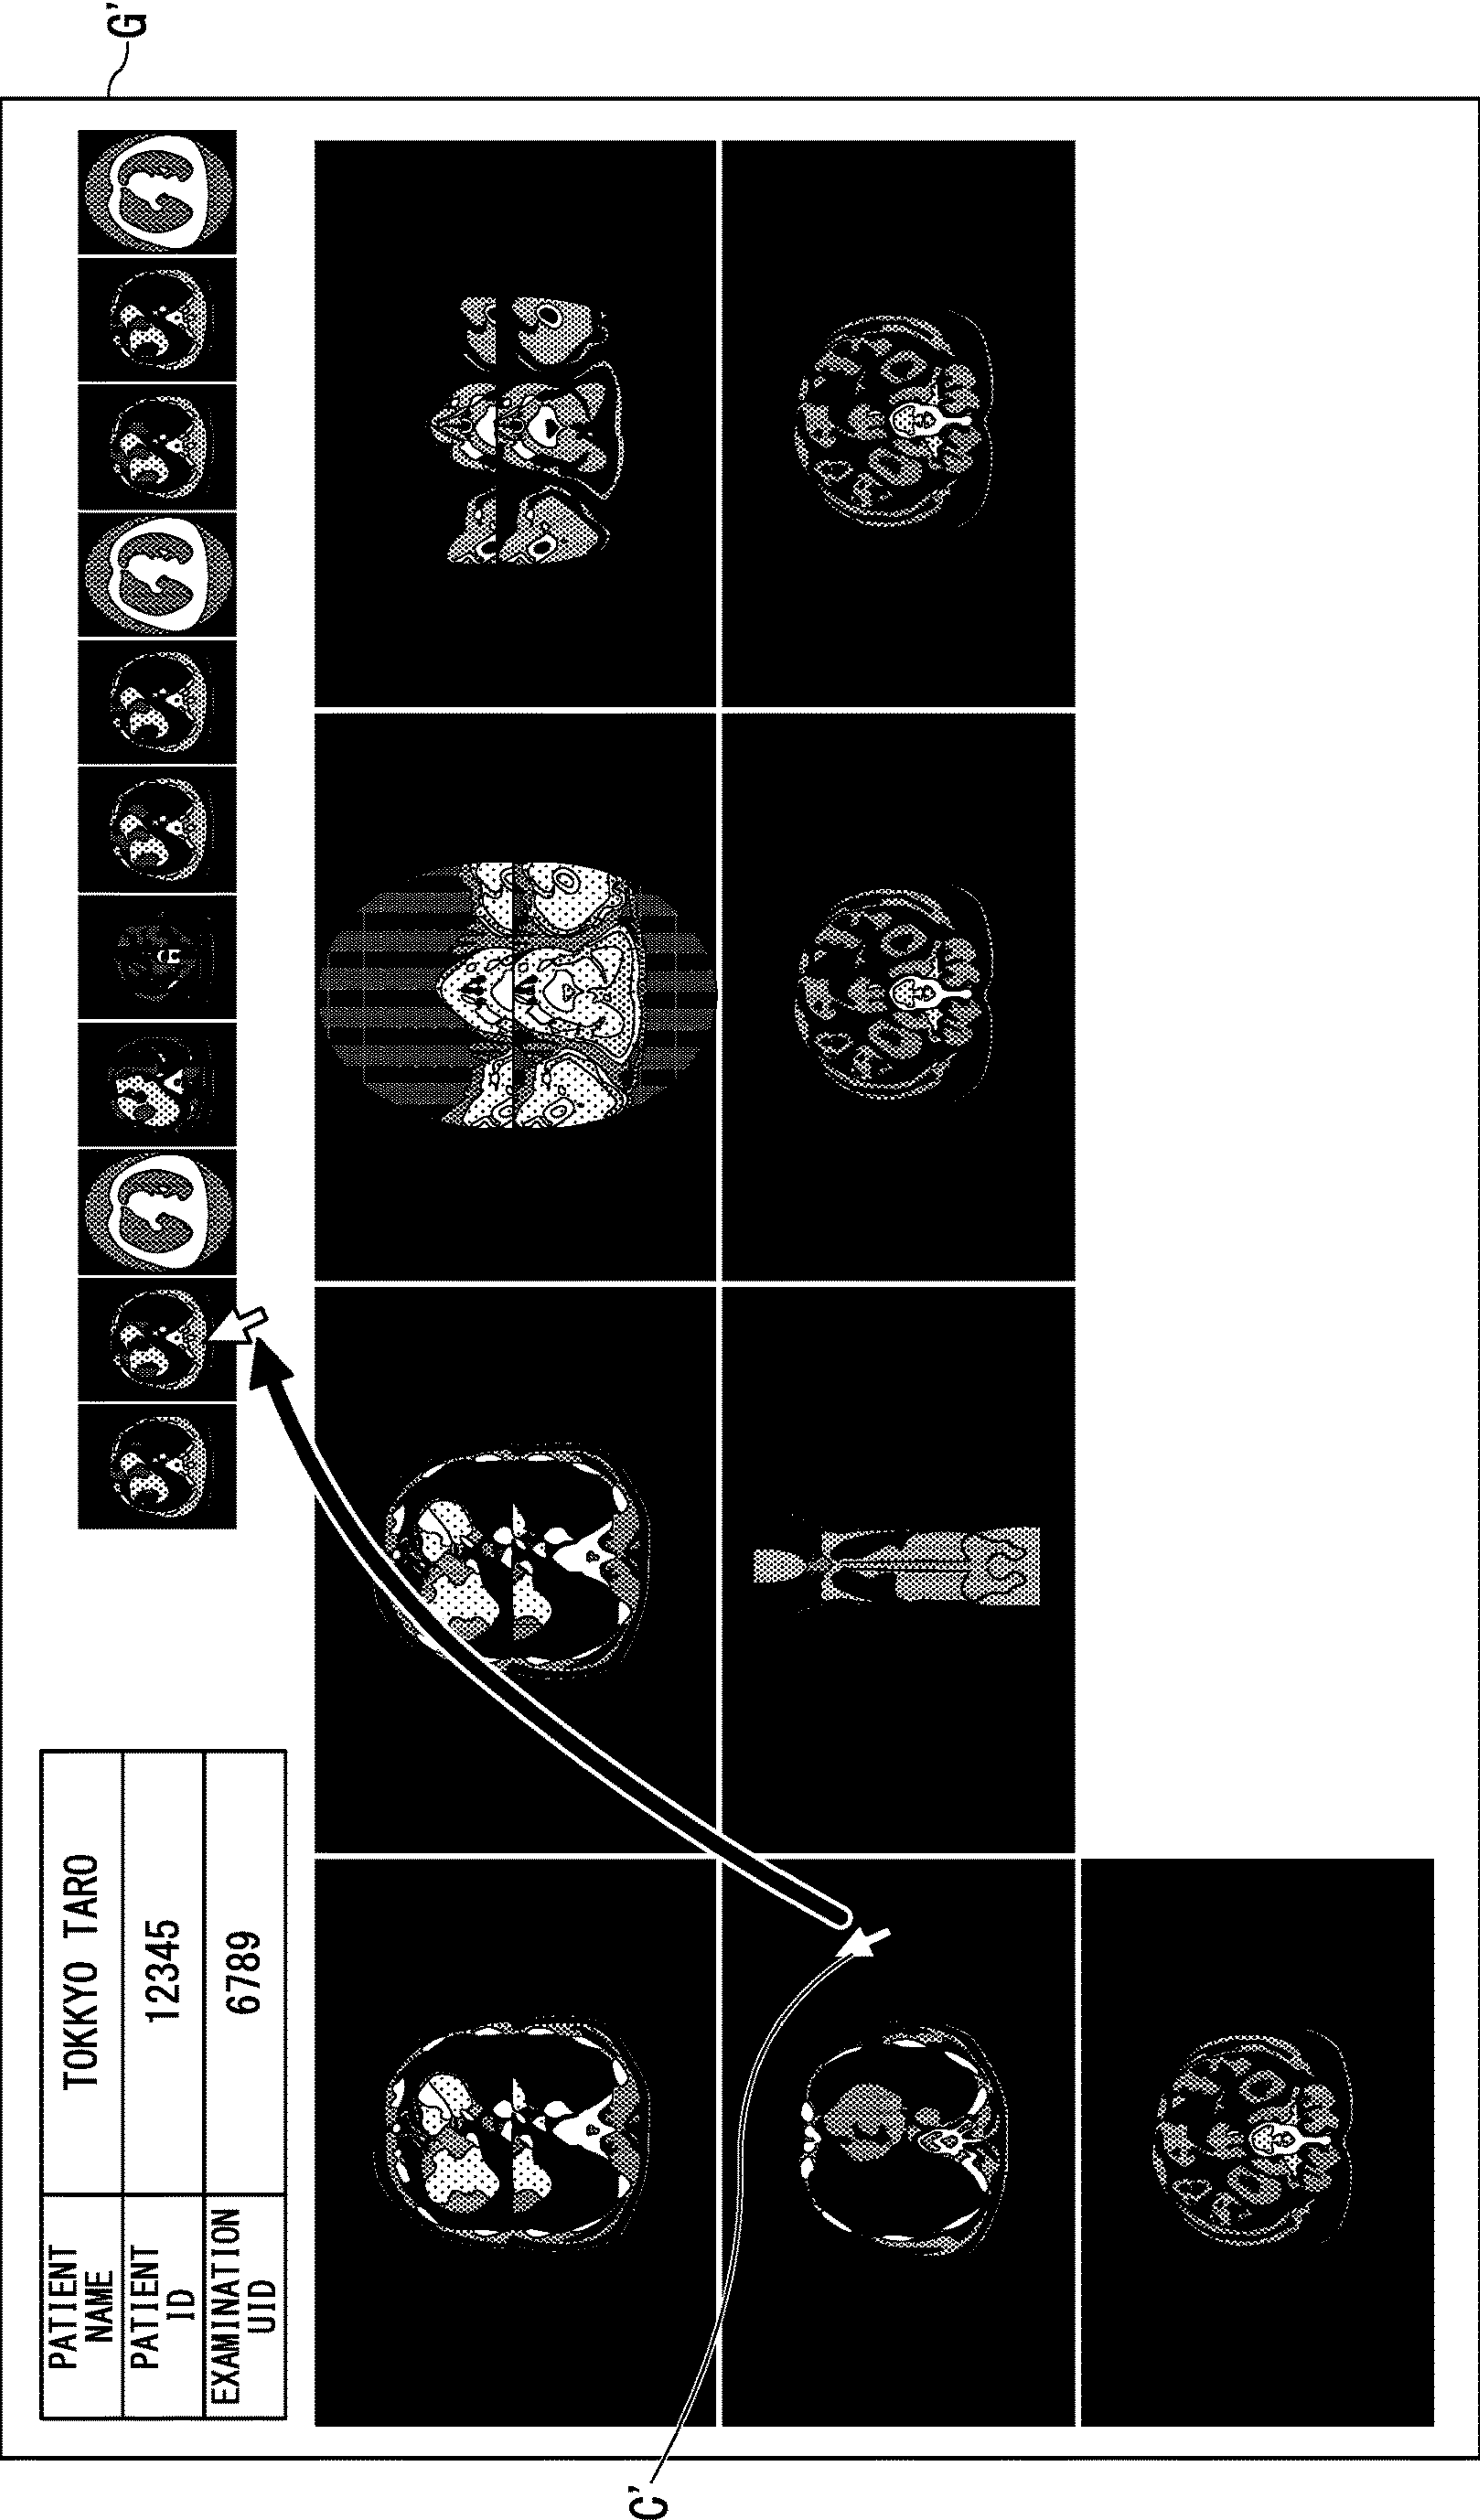 G'
PATIENT NAME
TOKKYO TARO
PATIENT ID
12345
EXAMINATION UID
6789
C'